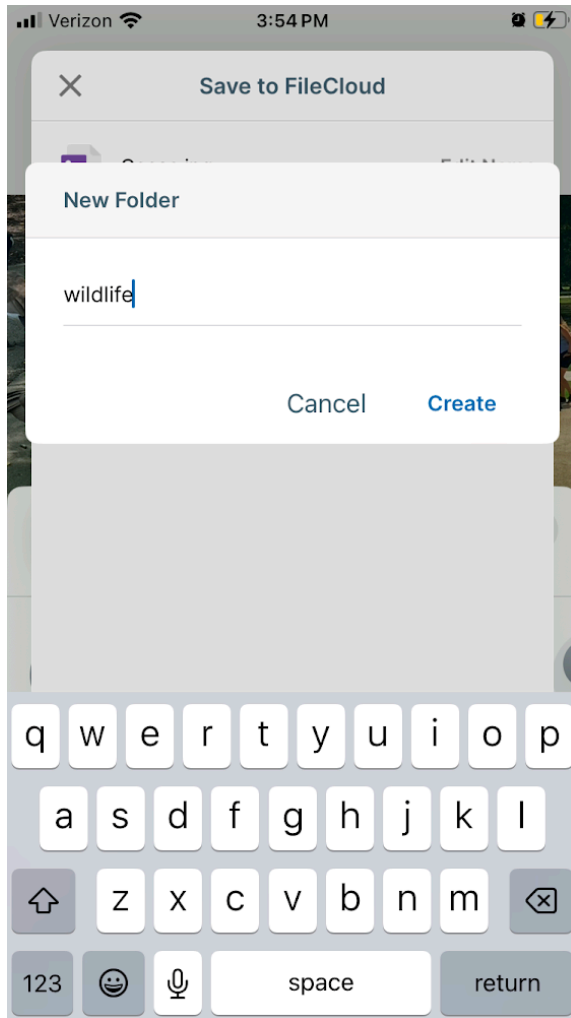 Verizon 3:54 PM
Save to FileCloud
New Folder
wildlife
Cancel Create
q w e r t y u i o p
a s d f g h j k l
z x c v b n m
123 space return